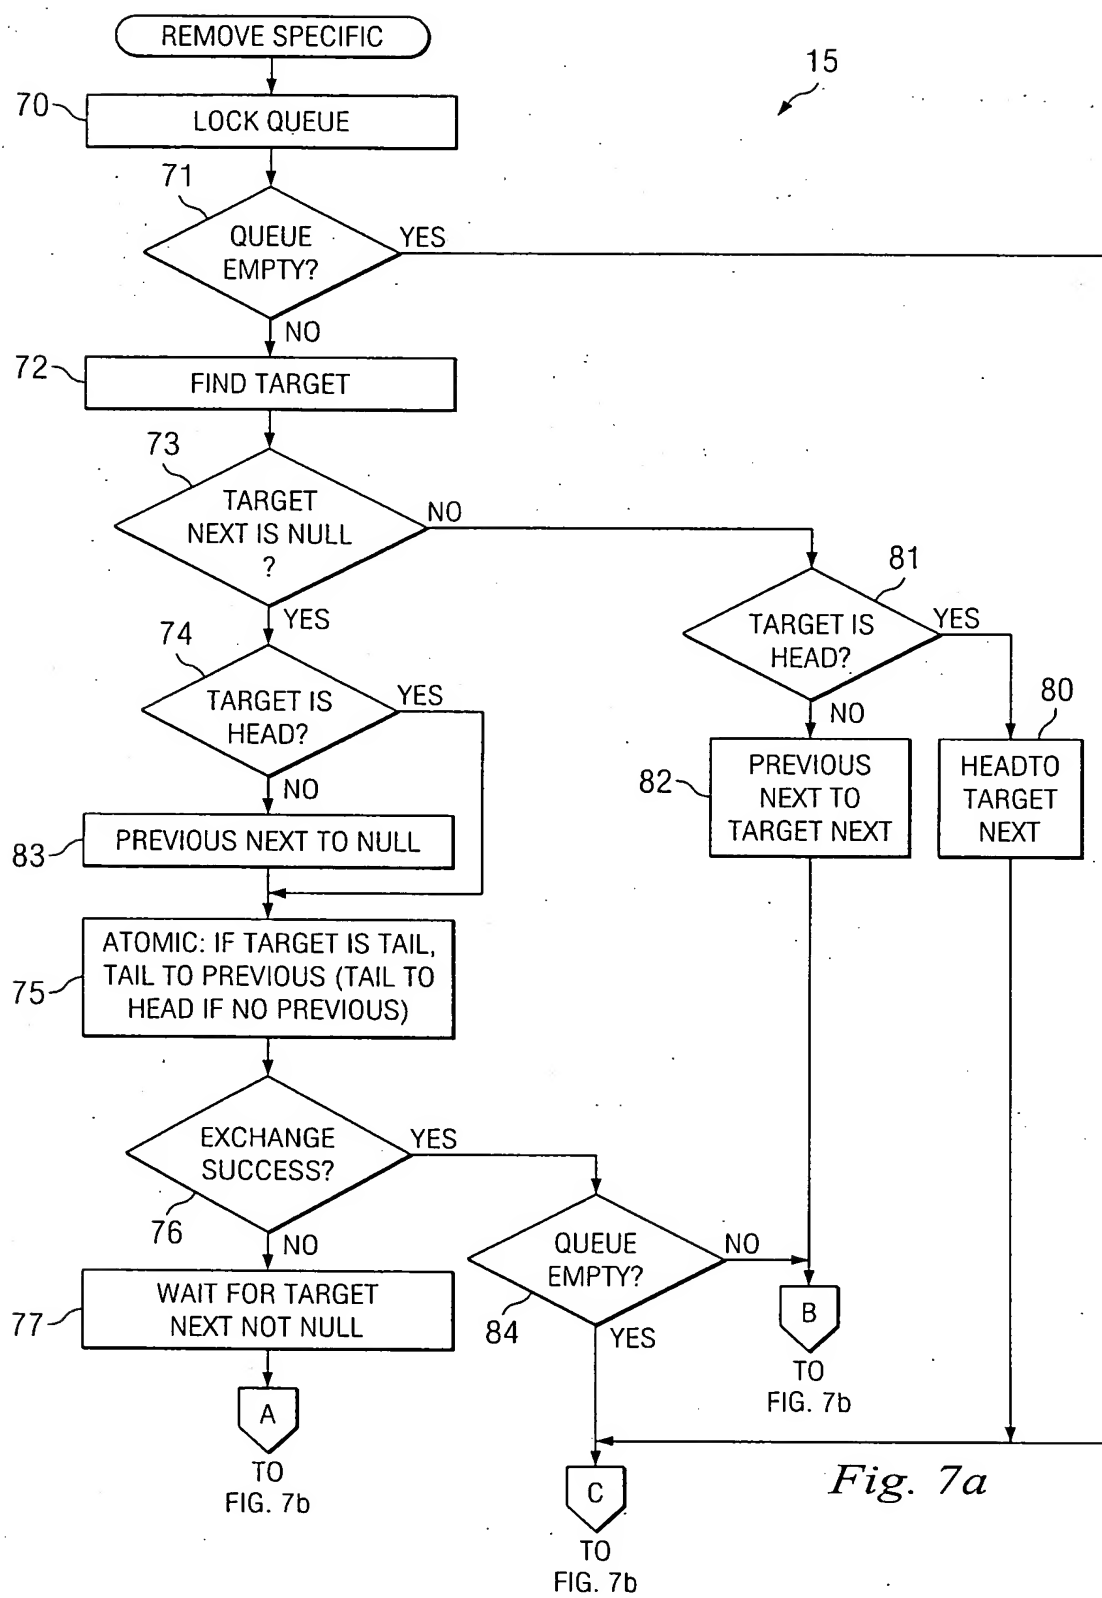 REMOVE SPECIFIC
15
70
LOCK QUEUE
71
QUEUE
EMPTY?
YES
NO
72
FIND TARGET
73
TARGET
NEXT IS NULL
?
NO
YES
81
TARGET IS
HEAD?
YES
NO
74
TARGET IS
HEAD?
YES
NO
80
HEADTO
TARGET
NEXT
82
PREVIOUS
NEXT TO
TARGET NEXT
83
PREVIOUS NEXT TO NULL
75
ATOMIC: IF TARGET IS TAIL,
TAIL TO PREVIOUS (TAIL TO
HEAD IF NO PREVIOUS)
EXCHANGE
SUCCESS?
YES
76
NO
QUEUE
EMPTY?
NO
84
YES
77
WAIT FOR TARGET
NEXT NOT NULL
B
TO
FIG. 7b
A
TO
FIG. 7b
C
TO
FIG. 7b
Fig. 7a